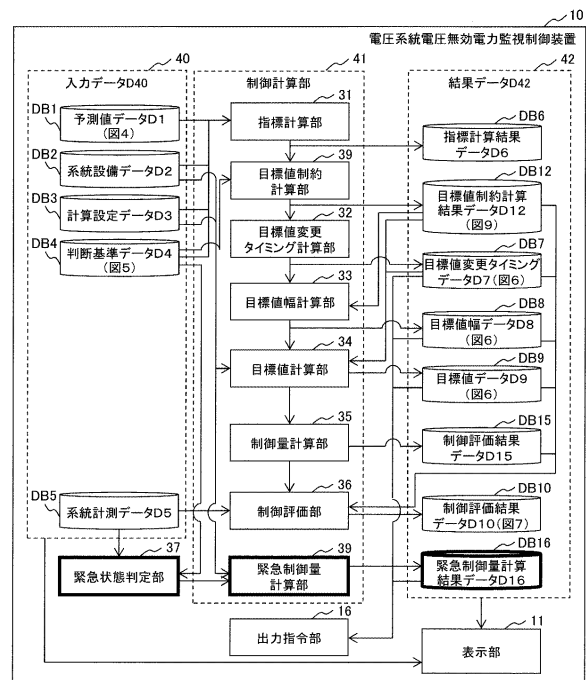 10
電圧系統電圧無効電力監視制御装置
40
入力データD40
DB1
予測値データD1
(図4)
DB2
系統設備データD2
DB3
計算設定データD3
DB4
判断基準データD4
(図5)
DB5
系統計測データD5
37
緊急状態判定部
41
制御計算部
31
指標計算部
39
目標値制約
計算部
32
目標値変更
タイミング計算部
33
目標値幅計算部
34
目標値計算部
35
制御量計算部
36
制御評価部
39
緊急制御量
計算部
16
出力指令部
42
結果データD42
DB6
指標計算結果
データD6
DB12
目標値制約計算
結果データD12
(図9)
DB7
目標値変更タイミング
データD7(図6)
DB8
目標値幅データD8
(図6)
DB9
目標値データD9
(図6)
DB15
制御評価結果
データD15
DB10
制御評価結果
データD10(図7)
DB16
緊急制御量計算
結果データD16
11
表示部